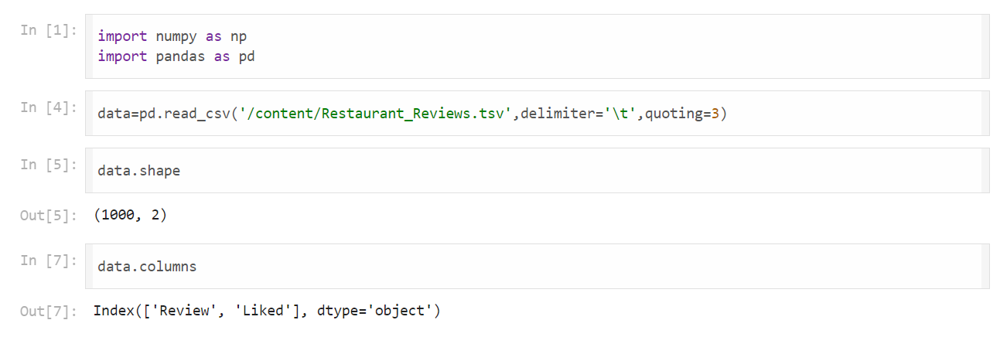 In [1]:
import numpy as np
import pandas as pd
In [4]:
data=pd.read_csv('/content/Restaurant_Reviews.tsv',delimiter='\t',quoting=3)
In [5]:
data.shape
Out[5]:
(1000, 2)
In [7]:
data.columns
Out[7]:
Index(['Review', 'Liked'], dtype='object')